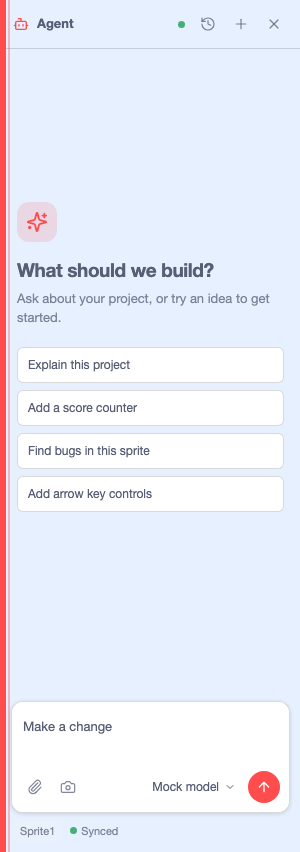 Agent
What should we build?
Ask about your project, or try an idea to get
started.
Explain this project
Add a score counter
Find bugs in this sprite
Add arrow key controls
Make a change
Mock model
Sprite1 Synced